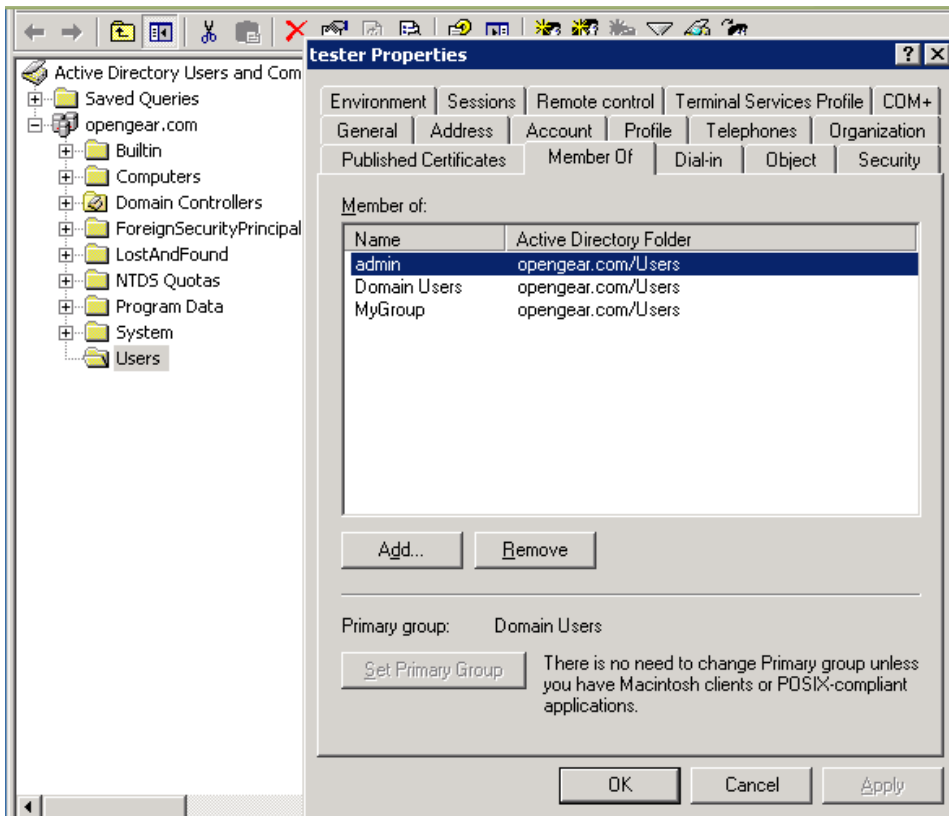 tester Properties
Active Directory Users and Com
Saved Queries
opengear.com
Builtin
Computers
Domain Controllers
ForeignSecurityPrincipal
LostAndFound
NTDS Quotas
Program Data
System
Users
Environment Sessions Remote control Terminal Services Profile COM+
General Address Account Profile Telephones Organization
Published Certificates Member Of Dial-in Object Security
Member of:
Name Active Directory Folder
admin opengear.com/Users
Domain Users opengear.com/Users
MyGroup opengear.com/Users
Add... Remove
Primary group: Domain Users
Set Primary Group
There is no need to change Primary group unless
you have Macintosh clients or POSIX-compliant
applications.
OK Cancel Apply